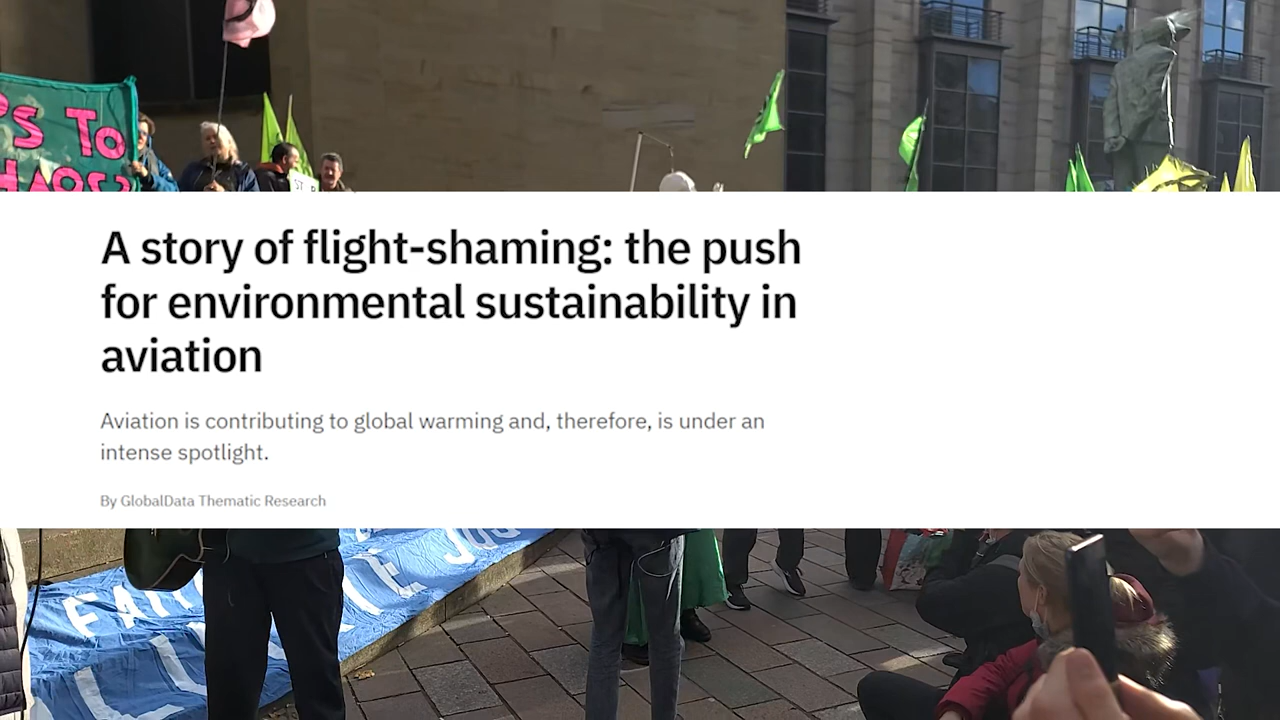 To
A story of flight-shaming: the push
for environmental sustainability in
aviation
Aviation is contributing to global warming and, therefore, is under an
intense spotlight.
By GlobalData Thematic Research